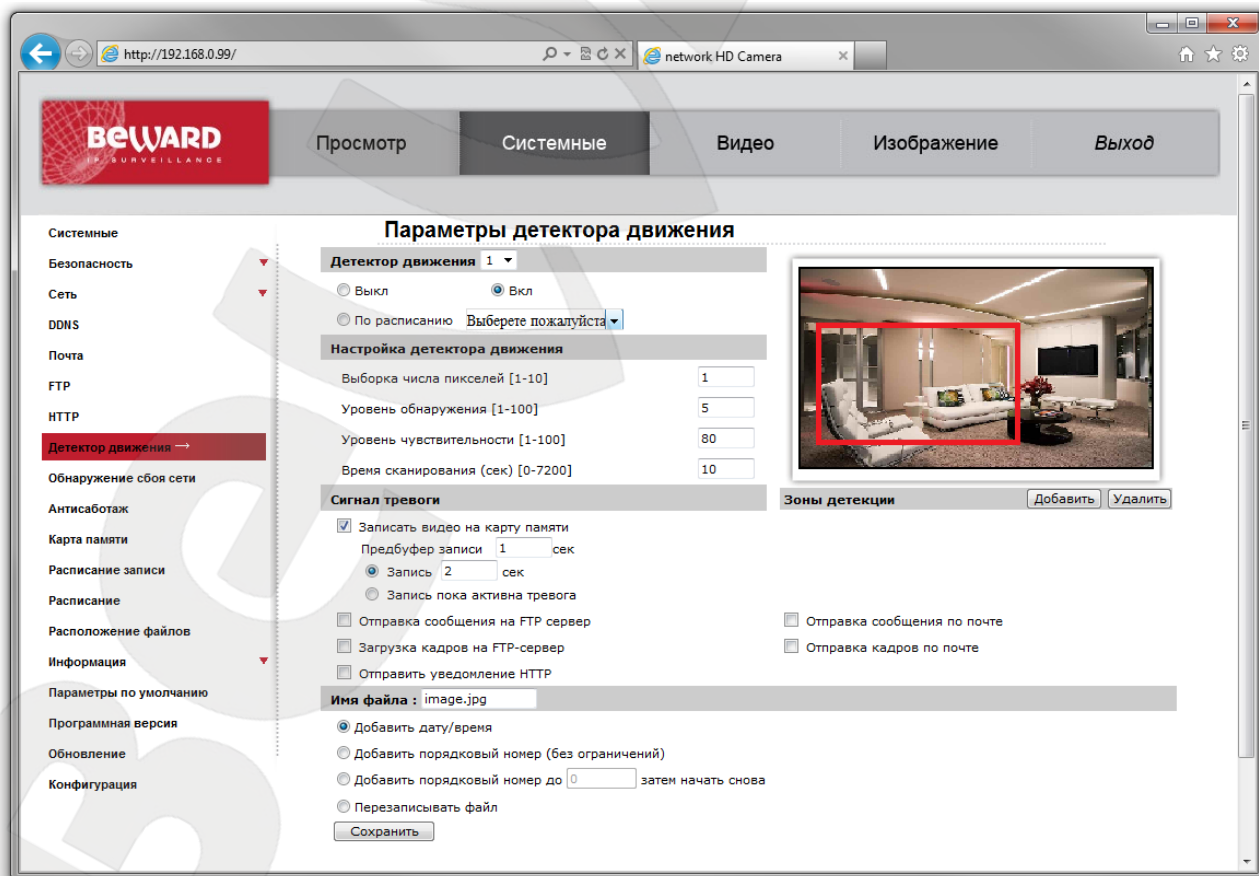 http://192.168.0.99/
network HD Camera
BEWARD
IP SURVEILLANCE
Просмотр
Системные
Видео
Изображение
Выход
Системные
Безопасность
Сеть
DDNS
Почта
FTP
HTTP
Детектор движения →
Обнаружение сбоя сети
Антисаботаж
Карта памяти
Расписание записи
Расписание
Расположение файлов
Информация
Параметры по умолчанию
Программная версия
Обновление
Конфигурация
Параметры детектора движения
Детектор движения 1
Выкл Вкл
По расписанию Выберете пожалуйста
Настройка детектора движения
Выборка числа пикселей [1-10] 1
Уровень обнаружения [1-100] 5
Уровень чувствительности [1-100] 80
Время сканирования (сек) [0-7200] 10
Зоны детекции Добавить Удалить
Сигнал тревоги
Записать видео на карту памяти
Предбуфер записи 1 сек
Запись 2 сек
Запись пока активна тревога
Отправка сообщения на FTP сервер
Отправка сообщения по почте
Загрузка кадров на FTP-сервер
Отправка кадров по почте
Отправить уведомление HTTP
Имя файла : image.jpg
Добавить дату/время
Добавить порядковый номер (без ограничений)
Добавить порядковый номер до 0 затем начать снова
Перезаписывать файл
Сохранить